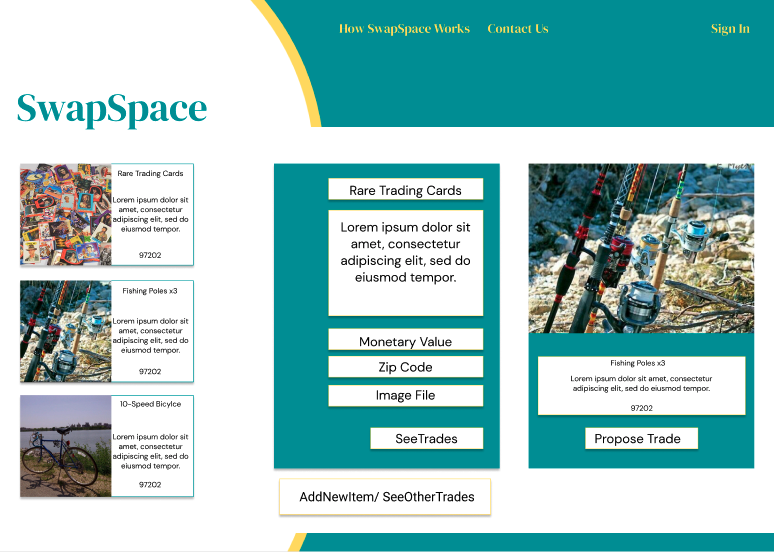 How SwapSpace Works
Contact Us
Sign In
SwapSpace
Rare Trading Cards
Lorem ipsum dolor sit
amet, consectetur
adipiscing elit, sed do
eiusmod tempor.
97202
Fishing Poles x3
Lorem ipsum dolor sit
amet, consectetur
adipiscing elit, sed do
eiusmod tempor.
97202
10-Speed Bicylce
Lorem ipsum dolor sit
amet, consectetur
adipiscing elit, sed do
eiusmod tempor.
97202
Rare Trading Cards
Lorem ipsum dolor sit
amet, consectetur
adipiscing elit, sed do
eiusmod tempor.
Monetary Value
Zip Code
Image File
SeeTrades
AddNewItem/ SeeOtherTrades
Fishing Poles x3
Lorem ipsum dolor sit amet, consectetur
adipiscing elit, sed do eiusmod tempor.
97202
Propose Trade